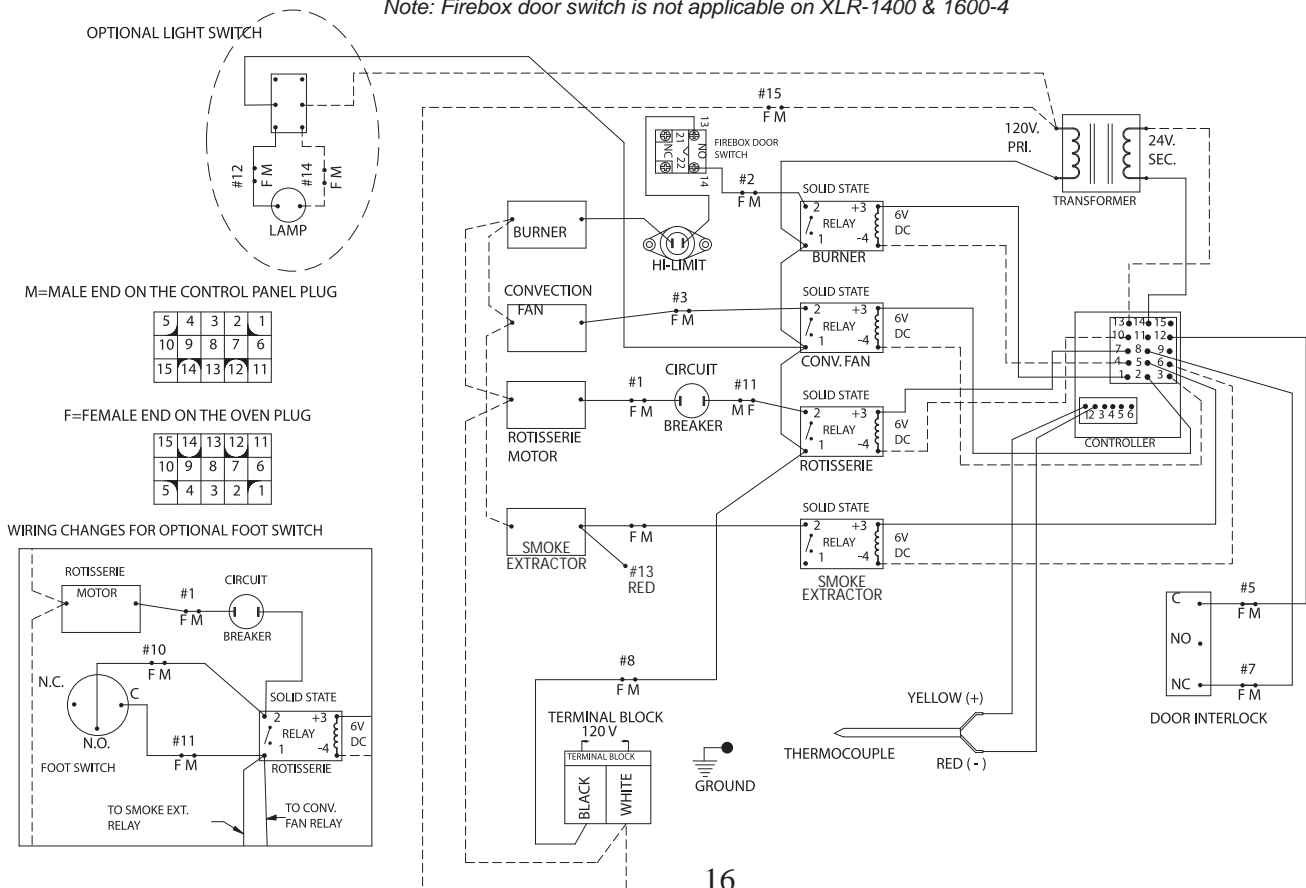 Note: Firebox door switch is not applicable on XLR-1400 & 1600-4
OPTIONAL LIGHT SWITCH
#12
F M
#14
F M
LAMP
#15
F M
13
21
22
NC
NO
14
FIREBOX DOOR
SWITCH
#2
F M
120V.
PRI.
24V.
SEC.
TRANSFORMER
BURNER
HI-LIMIT
SOLID STATE
2 +3
RELAY
1 -4
6V
DC
BURNER
M=MALE END ON THE CONTROL PANEL PLUG
5 4 3 2 1
10 9 8 7 6
15 14 13 12 11
CONVECTION
FAN
#3
F M
SOLID STATE
2 +3
RELAY
1 -4
6V
DC
CONV. FAN
13 14 15
10 11 12
7 8 9
4 5 6
1 2 3
1 2 3 4 5 6
CONTROLLER
F=FEMALE END ON THE OVEN PLUG
15 14 13 12 11
10 9 8 7 6
5 4 3 2 1
ROTISSERIE
MOTOR
#1
F M
CIRCUIT
BREAKER
#11
M F
SOLID STATE
2 +3
RELAY
1 -4
6V
DC
ROTISSERIE
SMOKE
EXTRACTOR
F M
#13
RED
SOLID STATE
2 +3
RELAY
1 -4
6V
DC
SMOKE
EXTRACTOR
WIRING CHANGES FOR OPTIONAL FOOT SWITCH
ROTISSERIE
MOTOR
#1
F M
CIRCUIT
BREAKER
#10
F M
N.C.
C
N.O.
FOOT SWITCH
#11
F M
SOLID STATE
2 +3
RELAY
1 -4
6V
DC
ROTISSERIE
TO SMOKE EXT.
RELAY
TO CONV.
FAN RELAY
#8
F M
TERMINAL BLOCK
120 V
TERMINAL BLOCK
BLACK
WHITE
GROUND
YELLOW (+)
THERMOCOUPLE
RED ( - )
C
NO
NC
#5
F M
#7
F M
DOOR INTERLOCK
16